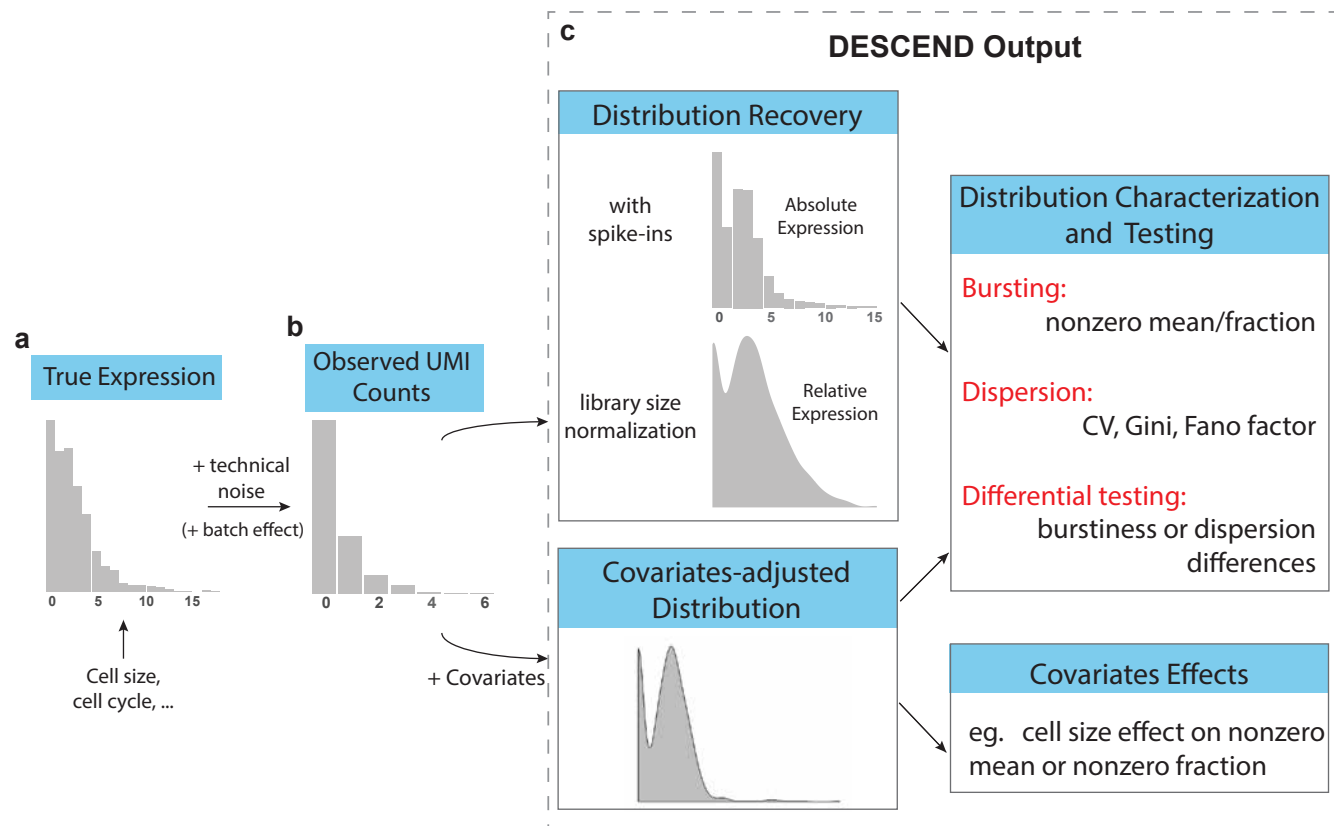 a
True Expression
0 5 10 15
Cell size,
cell cycle, ...
+ technical
noise
(+ batch effect)
b
Observed UMI
Counts
0 2 4 6
+ Covariates
c
DESCEND Output
Distribution Recovery
with
spike-ins
Absolute
Expression
0 5 10 15
library size
normalization
Relative
Expression
Covariates-adjusted
Distribution
Distribution Characterization
and Testing
Bursting:
nonzero mean/fraction
Dispersion:
CV, Gini, Fano factor
Differential testing:
burstiness or dispersion
differences
Covariates Effects
eg. cell size effect on nonzero
mean or nonzero fraction